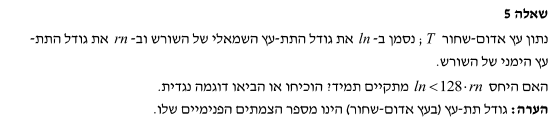 שאלה 5
נתון עץ אדום-שחור T ; נסמן ב- ln את גודל התת-עץ השמאלי של השורש וב- rn את גודל התת-
עץ הימני של השורש.
האם היחס ln < 128 · rn מתקיים תמיד? הוכיחו או הביאו דוגמה נגדית.
הערה: גודל תת-עץ (בעץ אדום-שחור) הינו מספר הצמתים הפנימיים שלו.